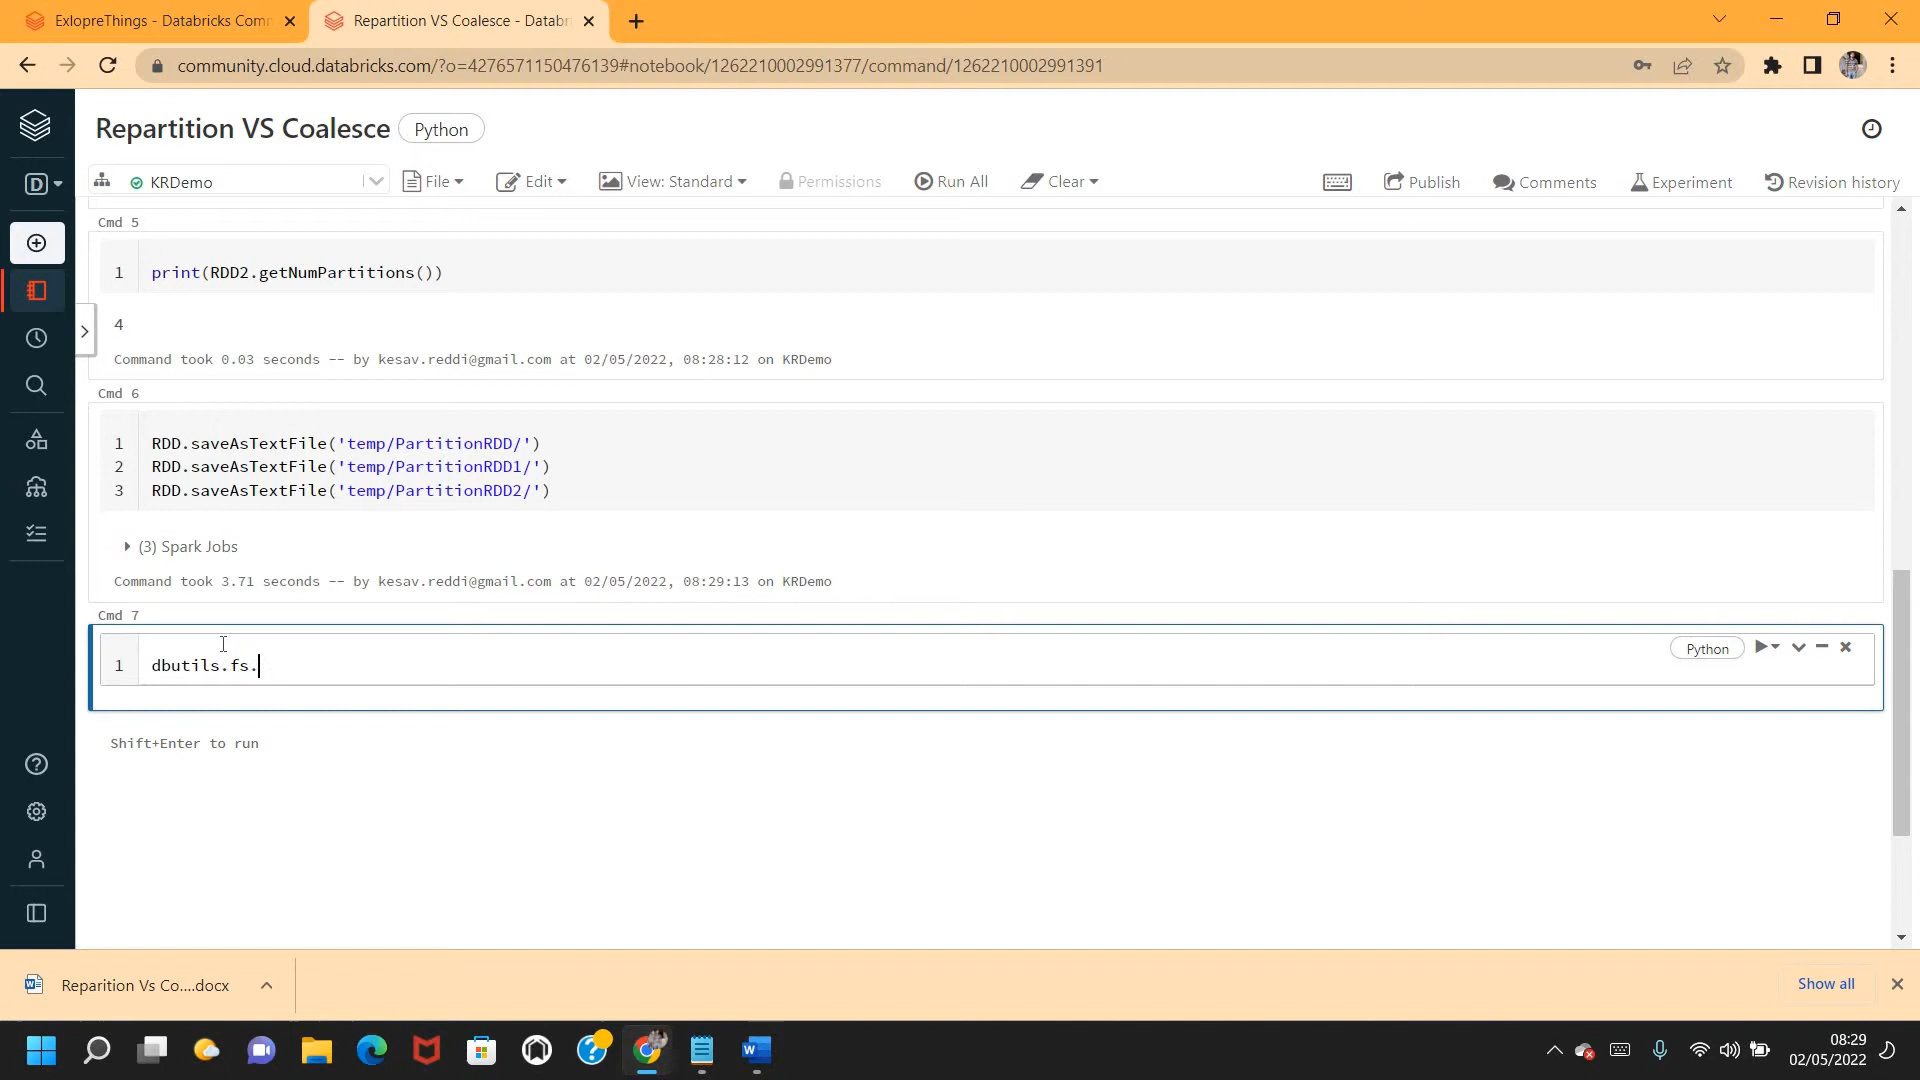 ExlopreThings - Databricks Comm
Repartition VS Coalesce - Databr
community.cloud.databricks.com/?o=4276571150476139#notebook/1262210002991377/command/1262210002991391
Repartition VS Coalesce
Python
KRDemo
File
Edit
View: Standard
Permissions
Run All
Clear
Publish
Comments
Experiment
Revision history
D
Cmd 5
1 print(RDD2.getNumPartitions())
4
Command took 0.03 seconds -- by kesav.reddi@gmail.com at 02/05/2022, 08:28:12 on KRDemo
Cmd 6
1 RDD.saveAsTextFile('temp/PartitionRDD/')
2 RDD.saveAsTextFile('temp/PartitionRDD1/')
3 RDD.saveAsTextFile('temp/PartitionRDD2/')
(3) Spark Jobs
Command took 3.71 seconds -- by kesav.reddi@gmail.com at 02/05/2022, 08:29:13 on KRDemo
Cmd 7
Python
1 dbutils.fs.
Shift+Enter to run
Reparition Vs Co....docx
Show all
08:29
02/05/2022